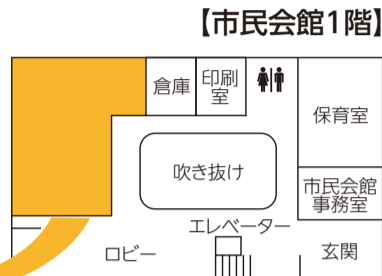 【市民会館1階】
倉庫
印刷
室
保育室
吹き抜け
市民会館
事務室
エレベーター
ロビー
玄関